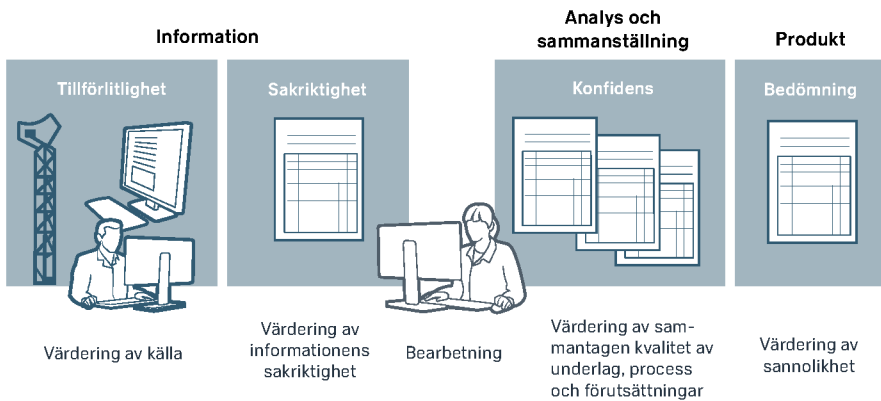 Information
Analys och
sammanställning
Produkt
Tillförlitlighet
Sakriktighet
Konfidens
Bedömning
Värdering av källa
Värdering av
informationens
sakriktighet
Bearbetning
Värdering av sam-
mantagen kvalitet av
underlag, process
och förutsättningar
Värdering av
sannolikhet